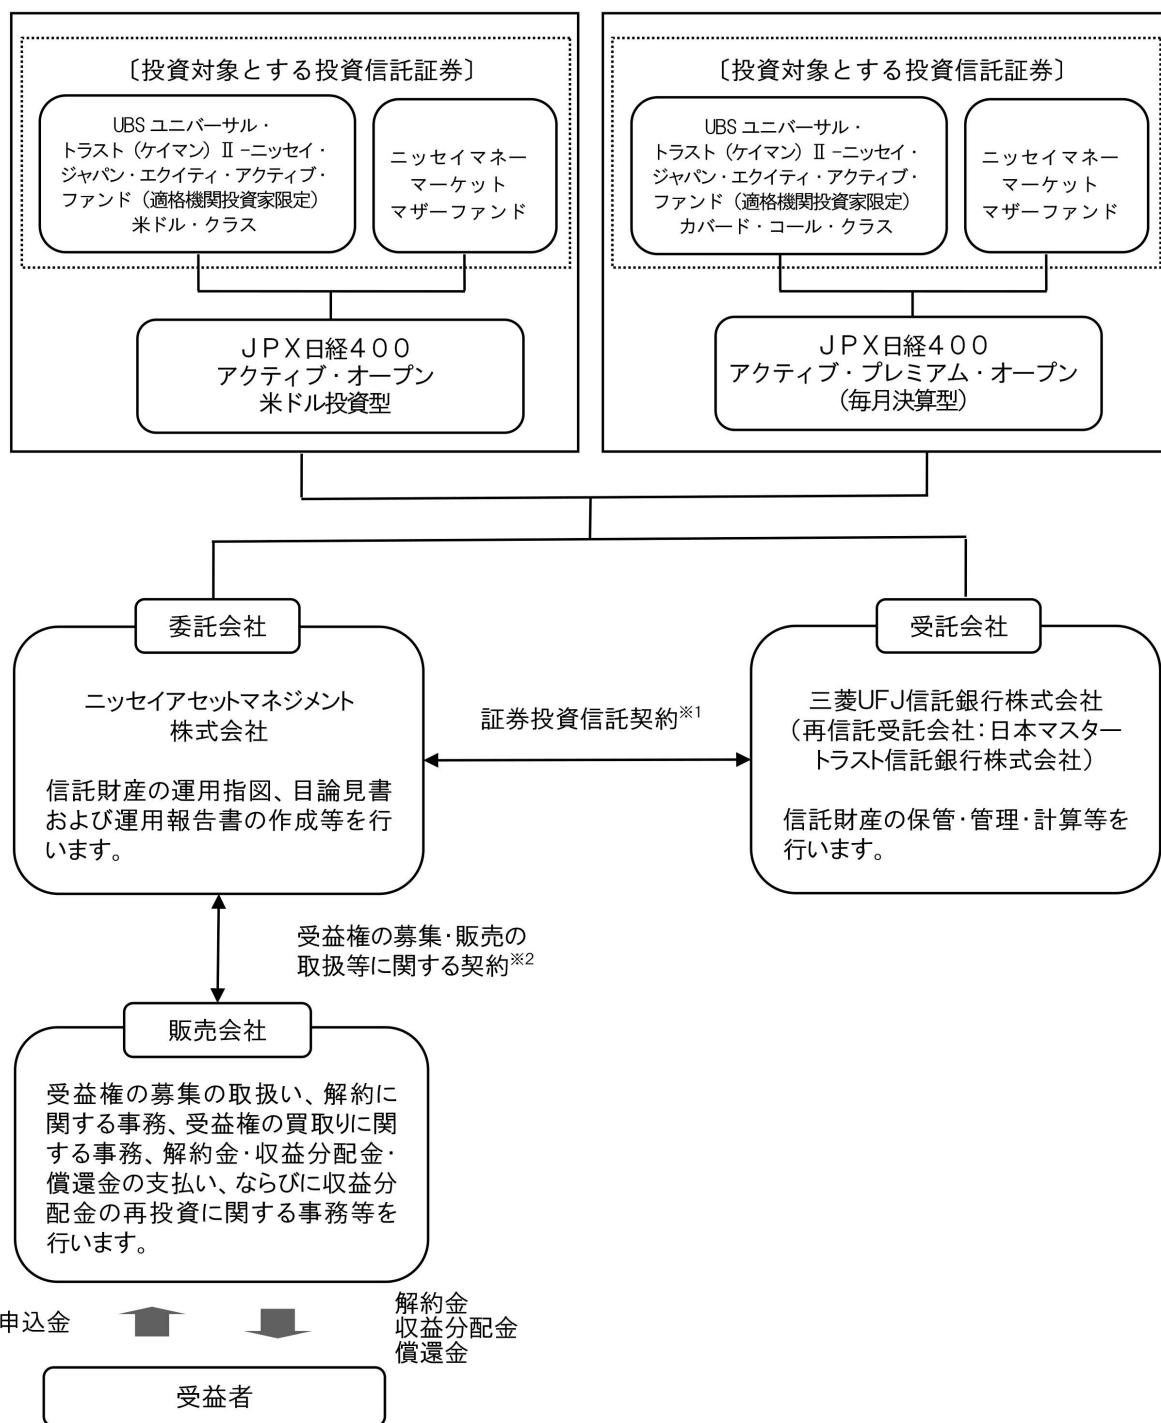 〔投資対象とする投資信託証券〕
UBS ユニバーサル・
トラスト（ケイマン）Ⅱ－ニッセイ・
ジャパン・エクイティ・アクティブ・
ファンド（適格機関投資家限定）
米ドル・クラス
ニッセイマネー
マーケット
マザーファンド
ＪＰＸ日経４００
アクティブ・オープン
米ドル投資型
〔投資対象とする投資信託証券〕
UBS ユニバーサル・
トラスト（ケイマン）Ⅱ－ニッセイ・
ジャパン・エクイティ・アクティブ・
ファンド（適格機関投資家限定）
カバード・コール・クラス
ニッセイマネー
マーケット
マザーファンド
ＪＰＸ日経４００
アクティブ・プレミアム・オープン
（毎月決算型）
委託会社
ニッセイアセットマネジメント
株式会社
信託財産の運用指図、目論見書
および運用報告書の作成等を行
います。
証券投資信託契約※1
受託会社
三菱UFJ信託銀行株式会社
（再信託受託会社：日本マスター
トラスト信託銀行株式会社）
信託財産の保管・管理・計算等を
行います。
受益権の募集・販売の
取扱等に関する契約※2
販売会社
受益権の募集の取扱い、解約に
関する事務、受益権の買取りに関
する事務、解約金・収益分配金・
償還金の支払い、ならびに収益分
配金の再投資に関する事務等を
行います。
申込金
解約金
収益分配金
償還金
受益者